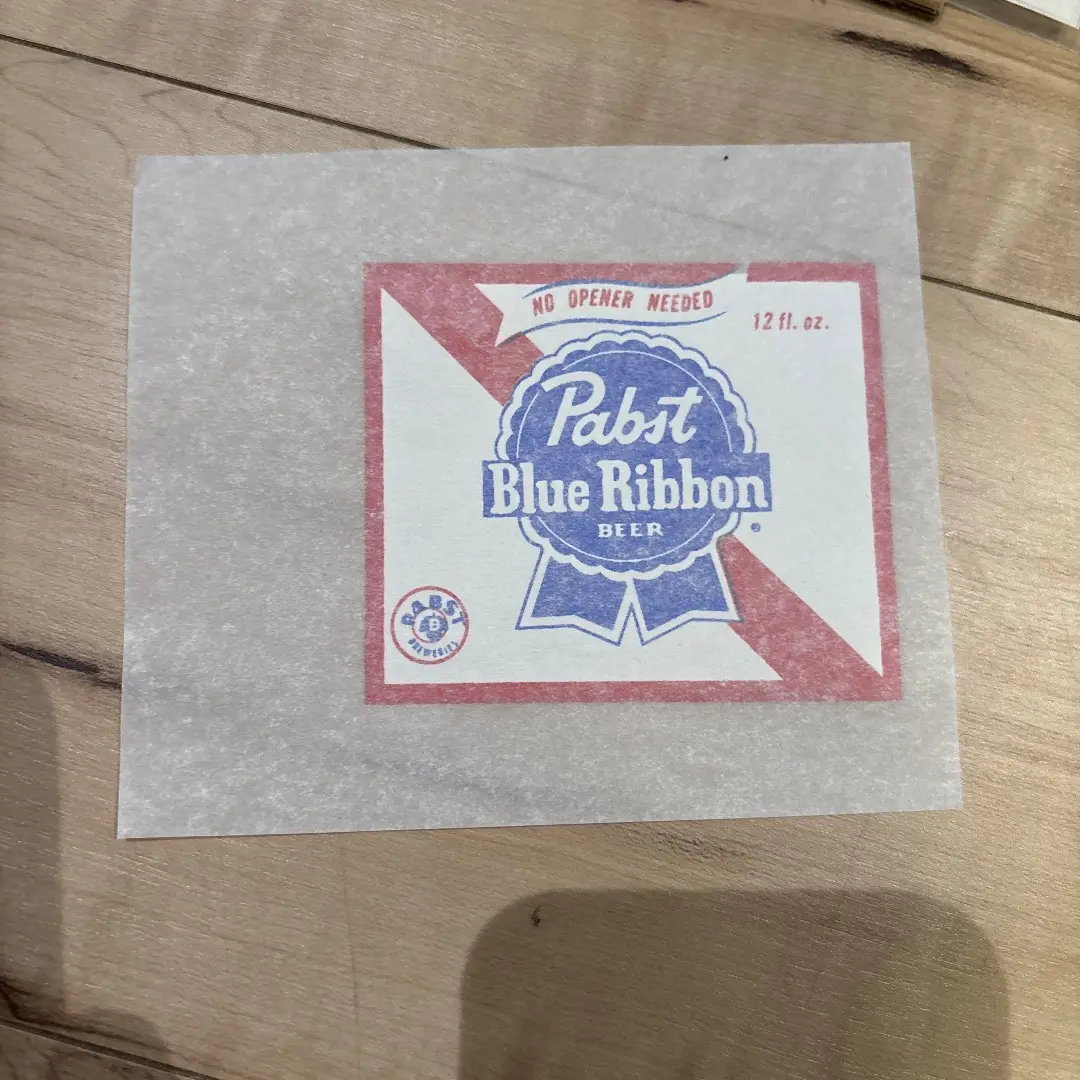 NO OPENER NEEDED
12 fl. oz.
Pabst
Blue Ribbon
BEER
PABST
B
BREWERIES